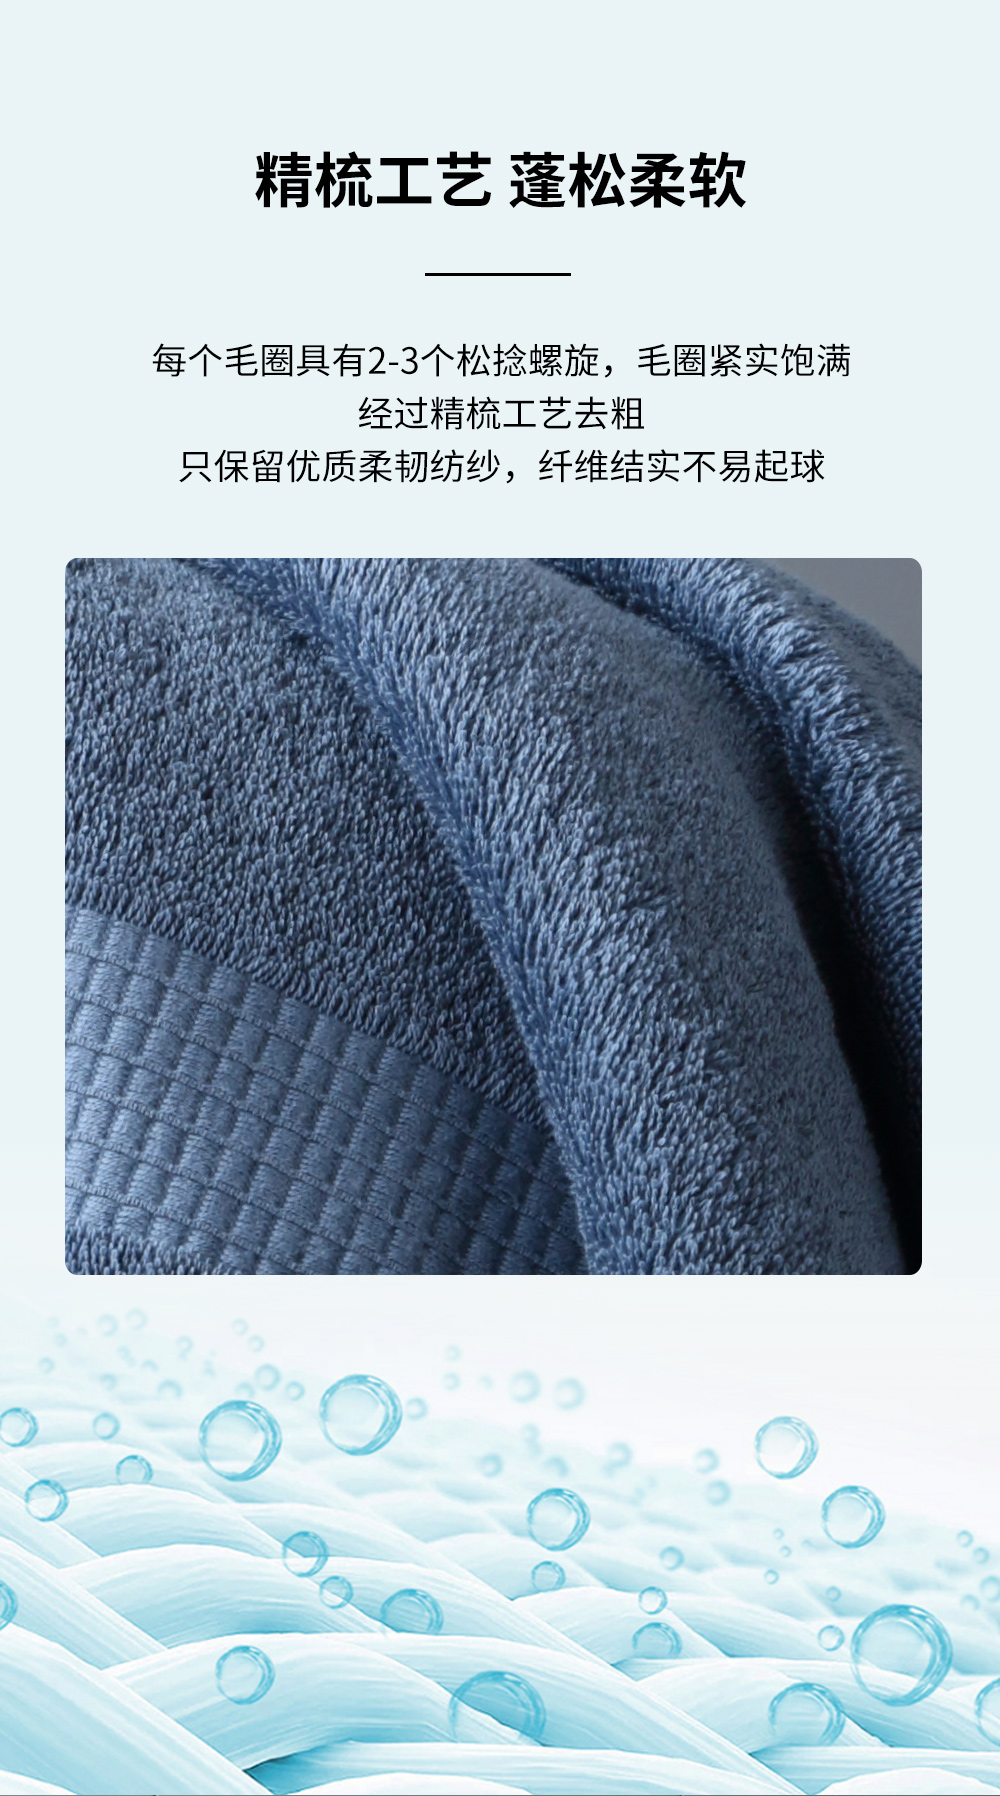 精梳工艺 蓬松柔软
每个毛圈具有2-3个松捻螺旋，毛圈紧实饱满
经过精梳工艺去粗
只保留优质柔韧纺纱，纤维结实不易起球